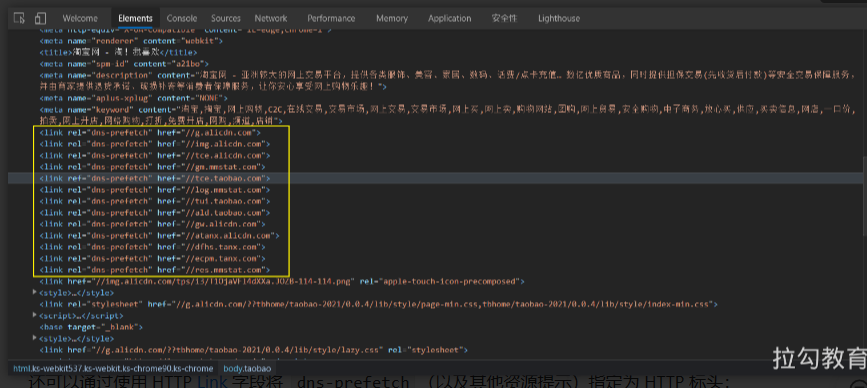 Welcome Elements Console Sources Network Performance Memory Application 安全性 Lighthouse
<meta http-equiv="X-UA-Compatible" content="IE=edge,chrome=1">
<meta name="renderer" content="webkit">
<title>淘宝网 - 淘！我喜欢</title>
<meta name="spm-id" content="a21bo">
<meta name="description" content="淘宝网 - 亚洲较大的网上交易平台，提供各类服饰、美容、家居、数码、话费/点卡充值… 数亿优质商品，同时提供担保交易(先收货后付款)等安全交易保障服务，
并由商家提供退货承诺、破损补寄等消费者保障服务，让你安心享受网上购物乐趣！">
<meta name="aplus-xplug" content="NONE">
<meta name="keyword" content="淘宝,淘宝,网上购物,C2C,在线交易,交易市场,网上交易,交易市场,网上买,网上卖,购物网站,团购,网上贸易,安全购物,电子商务,放心买,供应,买卖信息,网店,一口价,
拍卖,网上开店,网络购物,打折,免费开店,网购,频道,店铺">
<link rel="dns-prefetch" href="//g.alicdn.com">
<link rel="dns-prefetch" href="//img.alicdn.com">
<link rel="dns-prefetch" href="//tce.alicdn.com">
<link rel="dns-prefetch" href="//gm.mmstat.com">
<link ref="dns-prefetch" href="//tce.taobao.com">
<link rel="dns-prefetch" href="//log.mmstat.com">
<link rel="dns-prefetch" href="//tui.taobao.com">
<link rel="dns-prefetch" href="//ald.taobao.com">
<link rel="dns-prefetch" href="//gw.alicdn.com">
<link rel="dns-prefetch" href="//atanx.alicdn.com">
<link rel="dns-prefetch" href="//dfhs.tanx.com">
<link rel="dns-prefetch" href="//ecpm.tanx.com">
<link rel="dns-prefetch" href="//res.mmstat.com">
<link href="//img.alicdn.com/tps/i3/T1OjaVFl4dXXa.JOZB-114-114.png" rel="apple-touch-icon-precomposed">
<style>…</style>
<link rel="stylesheet" href="//g.alicdn.com/??tbhome/taobao-2021/0.0.4/lib/style/page-min.css,tbhome/taobao-2021/0.0.4/lib/style/index-min.css">
<script>…</script>
<base target="_blank">
<style>…</style>
<link href="//g.alicdn.com/??tbhome/taobao-2021/0.0.4/lib/style/lazy.css" rel="stylesheet">
拉勾教育
html.ks-webkit537.ks-webkit.ks-chrome90.ks-chrome body.taobao
还可以通过使用 HTTP Link 字段将 dns-prefetch （以及其他资源提示）指定为 HTTP 标头：